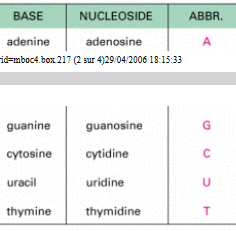 BASE NUCLEOSIDE ABBR.
adenine adenosine A
rid=mboc4.box.217 (2 sur 4)29/04/2006 18:15:33
guanine guanosine G
cytosine cytidine C
uracil uridine U
thymine thymidine T